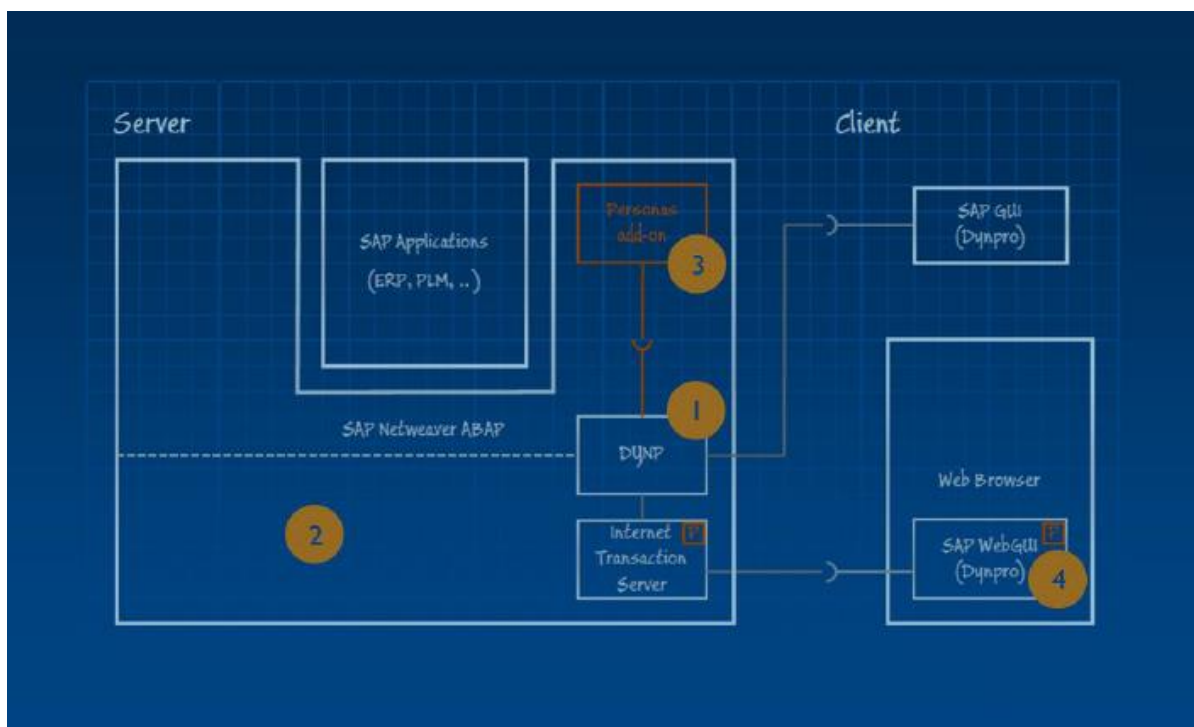 Server
Client
SAP Applications
(ERP, PLM, ..)
Personas
add-on
3
SAP GUI
(Dynpro)
1
SAP Netweaver ABAP
DYNP
Web Browser
2
Internet P
Transaction
Server
P
SAP WebGUI
(Dynpro)
4